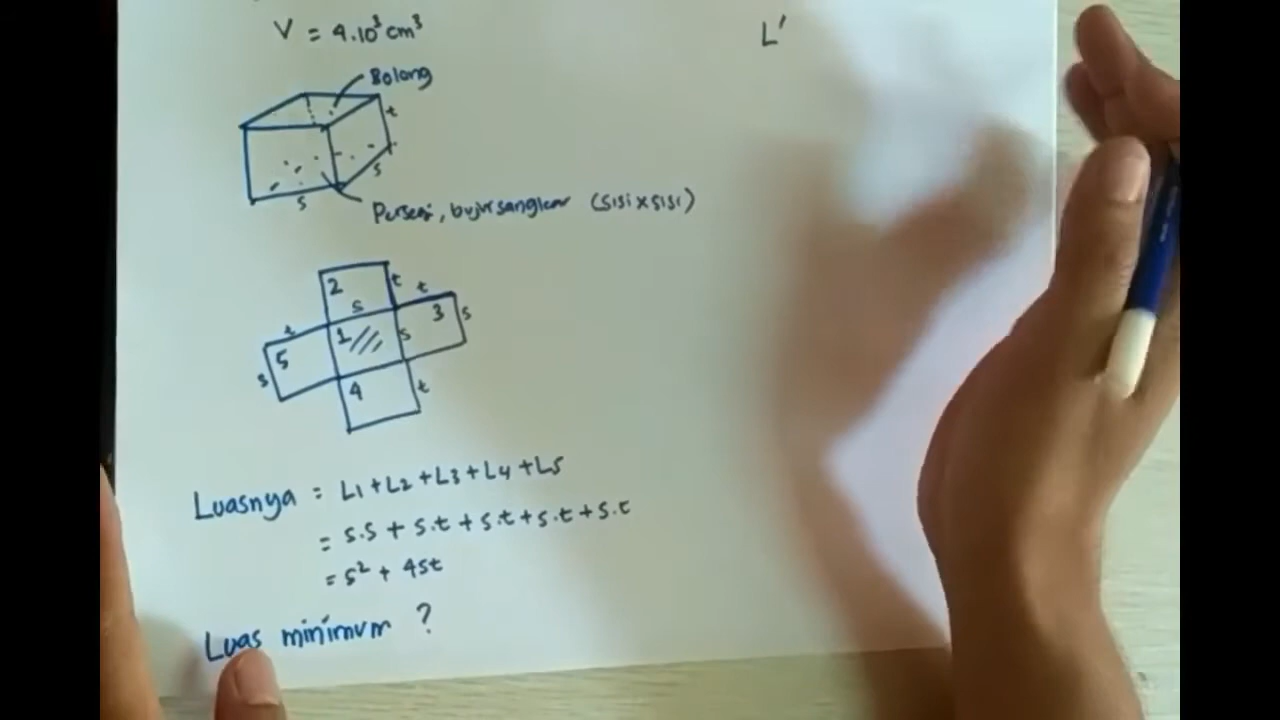 V = 4.10³ cm³
L'
Bolong
t
s
s
Persegi, bujursangkar (sisi x sisi)
2
t
t
s
3
s
t
1
s
5
s
4
t
Luasnya = L1 + L2 + L3 + L4 + L5
= s.s + s.t + s.t + s.t + s.t
= s² + 4st
Luas minimum ?